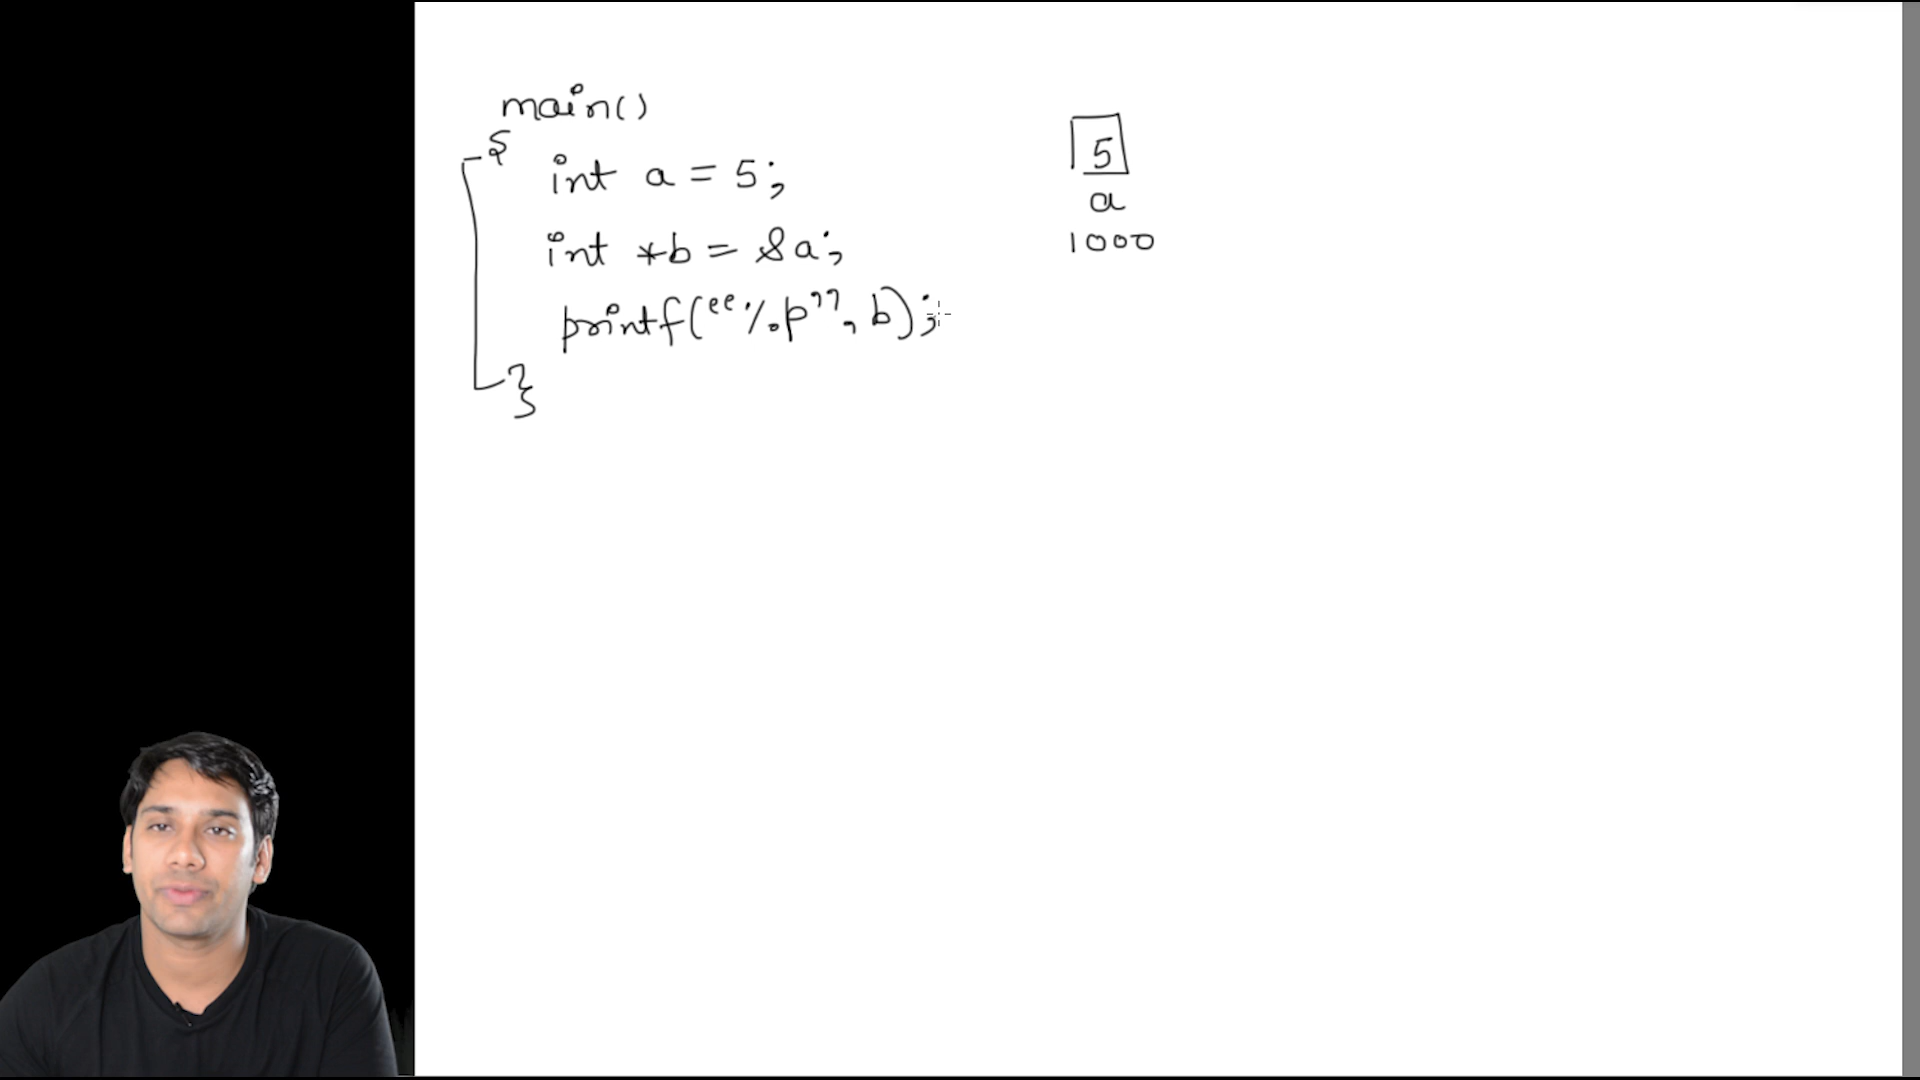 main()
{
int a = 5;
int *b = &a;
printf(““%p””, b);
}
5
a
1000